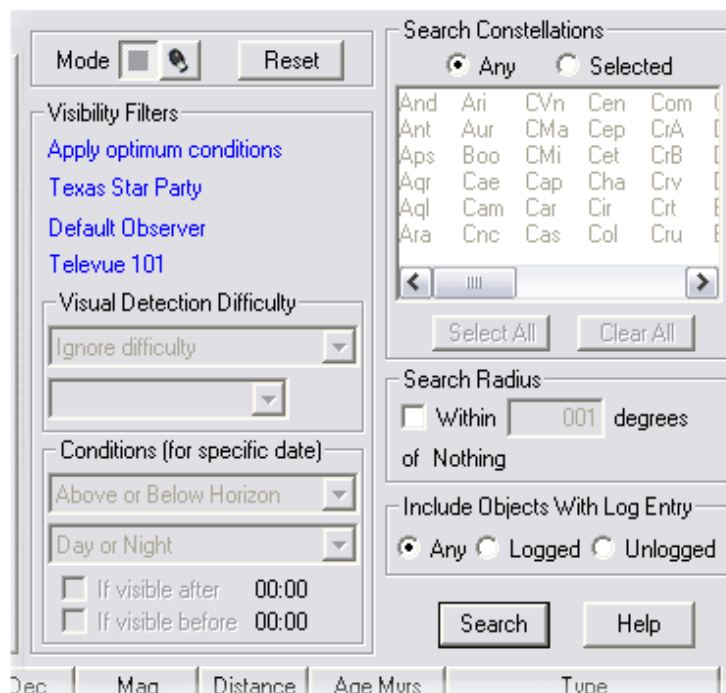 Mode Reset
Visibility Filters
Apply optimum conditions
Texas Star Party
Default Observer
Televue 101
Visual Detection Difficulty
Ignore difficulty
Conditions (for specific date)
Above or Below Horizon
Day or Night
If visible after 00:00
If visible before 00:00
Search Constellations
Any Selected
And Ari CVn Cen Com
Ant Aur CMa Cep CrA
Aps Boo CMi Cet CrB
Aqr Cae Cap Cha Crv
Aql Cam Car Cir Crt
Ara Cnc Cas Col Cru
Select All Clear All
Search Radius
Within 001 degrees
of Nothing
Include Objects With Log Entry
Any Logged Unlogged
Search Help
Dec Mag Distance Age Myrs Type